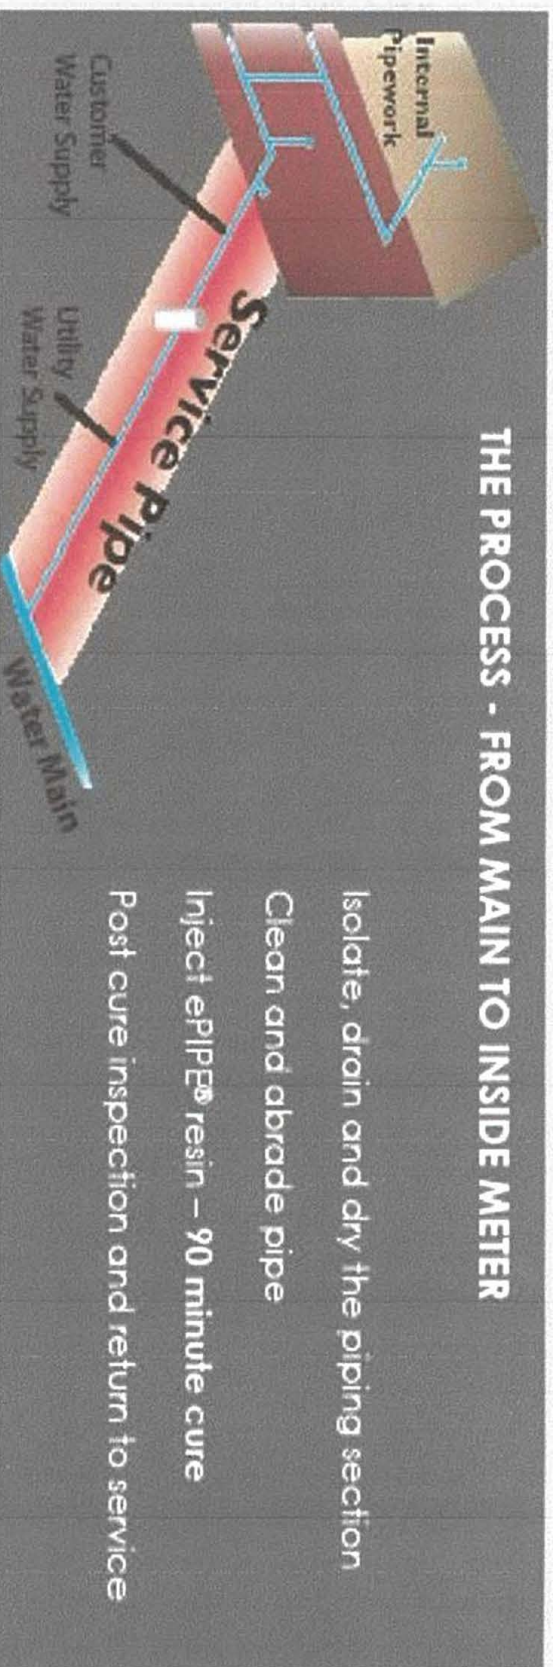 THE PROCESS - FROM MAIN TO INSIDE METER
Internal
Pipework
Customer
Water Supply
Service Pipe
Utility
Water Supply
Water Main
Isolate, drain and dry the piping section
Clean and abrade pipe
Inject ePIPE® resin – 90 minute cure
Post cure inspection and return to service